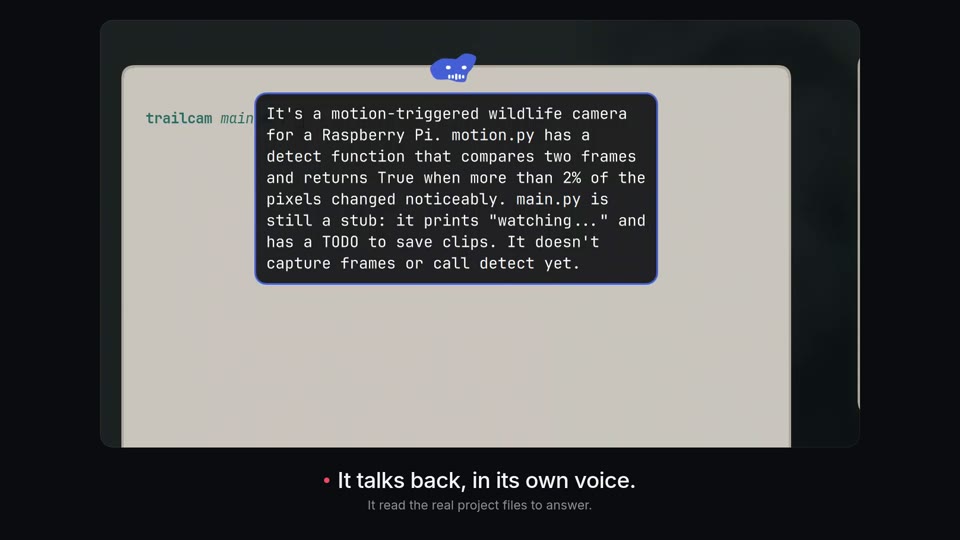 trailcam main
It's a motion-triggered wildlife camera
for a Raspberry Pi. motion.py has a
detect function that compares two frames
and returns True when more than 2% of the
pixels changed noticeably. main.py is
still a stub: it prints "watching..." and
has a TODO to save clips. It doesn't
capture frames or call detect yet.
It talks back, in its own voice.
It read the real project files to answer.